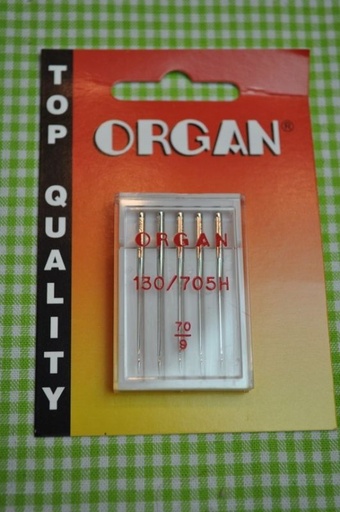 TOP QUALITY
ORGAN®
ORGAN
130/705H
70
9